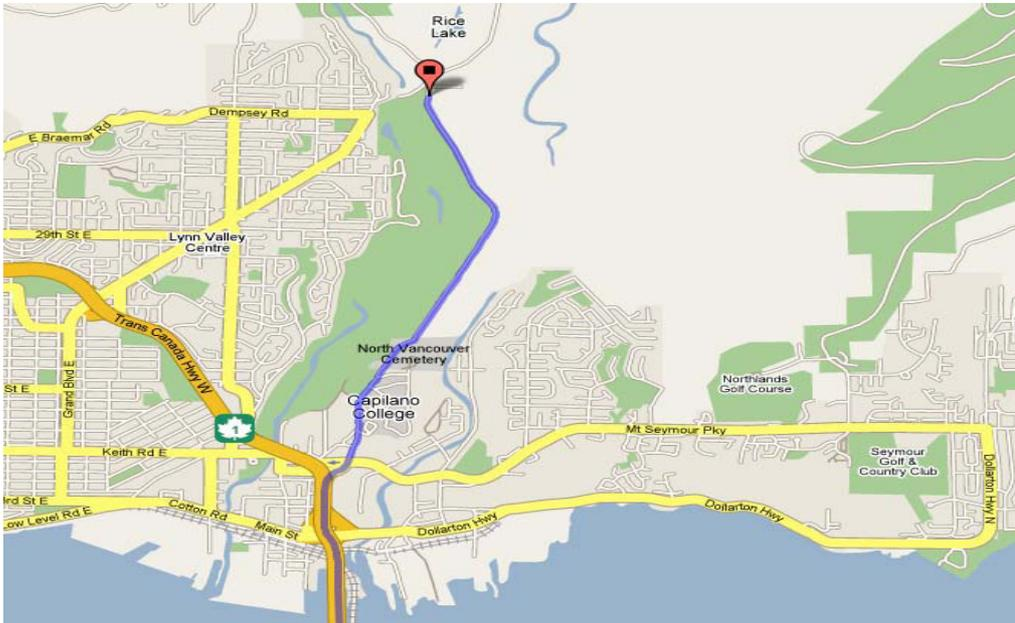 Rice
Lake
Dempsey Rd
E Braemar Rd
29th St E
Lynn Valley
Centre
Trans Canada Hwy W
North Vancouver
Cemetery
Northlands
Golf Course
St E
Grand Blvd E
Capilano
College
1
Mt Seymour Pky
Keith Rd E
Seymour
Golf &
Country Club
Dollarton Hwy N
3rd St E
Cotton Rd
Low Level Rd E
Main St
Dollarton Hwy
Dollarton Hwy